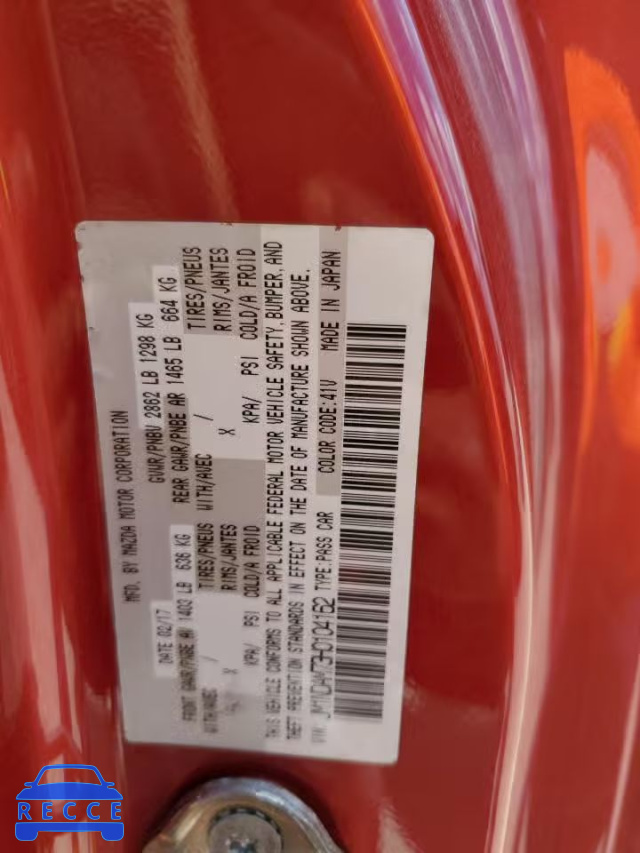 MFD. BY MAZDA MOTOR CORPORATION
DATE 02/17 GVWR/PNBV 2862 LB 1298 KG
FRONT GAWR/PNBE AV 1403 LB 636 KG REAR GAWR/PNBE AR 1465 LB 664 KG
WITH/AVEC TIRES/PNEUS WITH/AVEC / TIRES/PNEUS
X RIMS/JANTES X RIMS/JANTES
KPA/ PSI COLD/A FROID KPA/ PSI COLD/A FROID
THIS VEHICLE CONFORMS TO ALL APPLICABLE FEDERAL MOTOR VEHICLE SAFETY, BUMPER, AND
THEFT PREVENTION STANDARDS IN EFFECT ON THE DATE OF MANUFACTURE SHOWN ABOVE.
TYPE:PASS CAR COLOR CODE:41V MADE IN JAPAN
RECCE